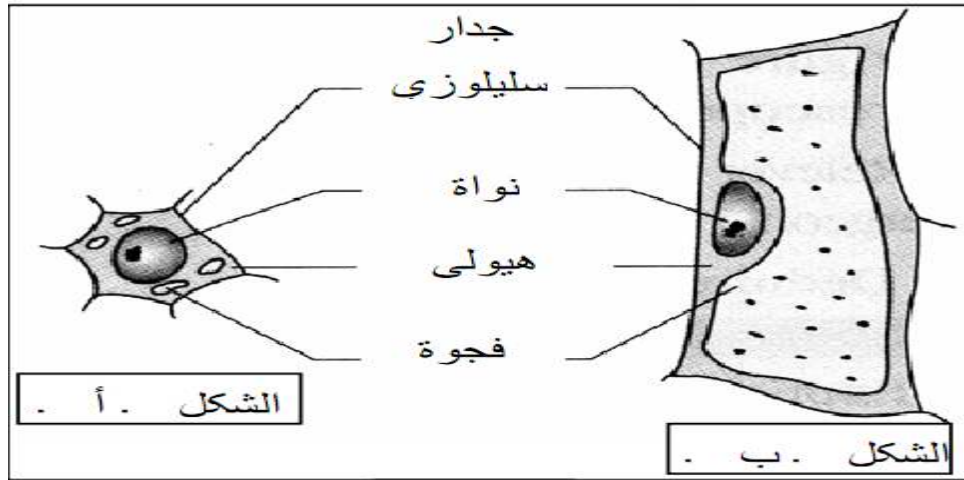 جدار
سليلوزي
نواة
هيولى
فجوة
الشكل . أ .
الشكل . ب .